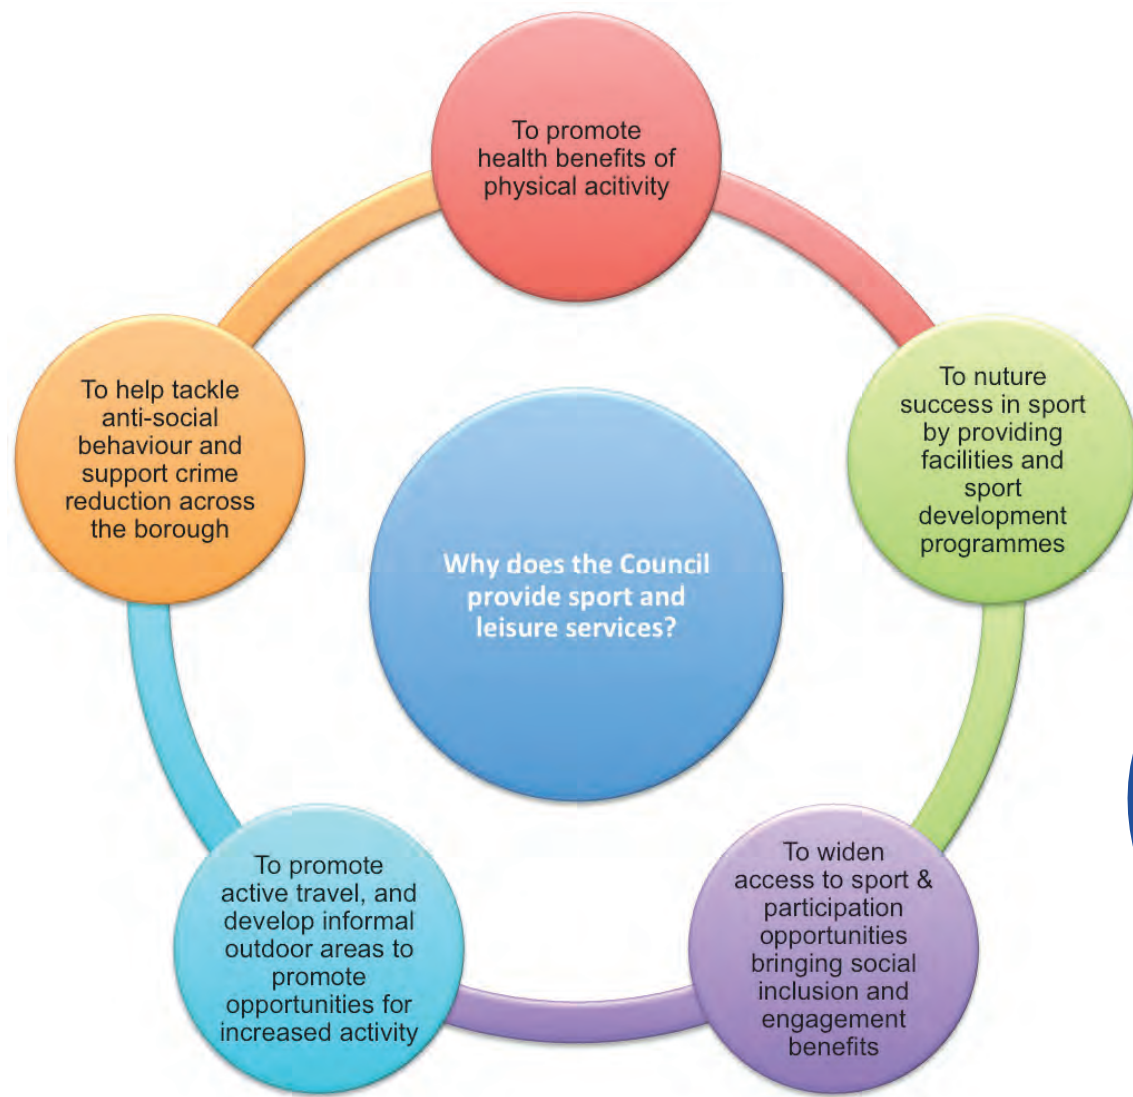 To promote
health benefits of
physical acitivity
To nuture
success in sport
by providing
facilities and
sport
development
programmes
To widen
access to sport &
participation
opportunities
bringing social
inclusion and
engagement
benefits
To promote
active travel, and
develop informal
outdoor areas to
promote
opportunities for
increased activity
To help tackle
anti-social
behaviour and
support crime
reduction across
the borough
Why does the Council
provide sport and
leisure services?